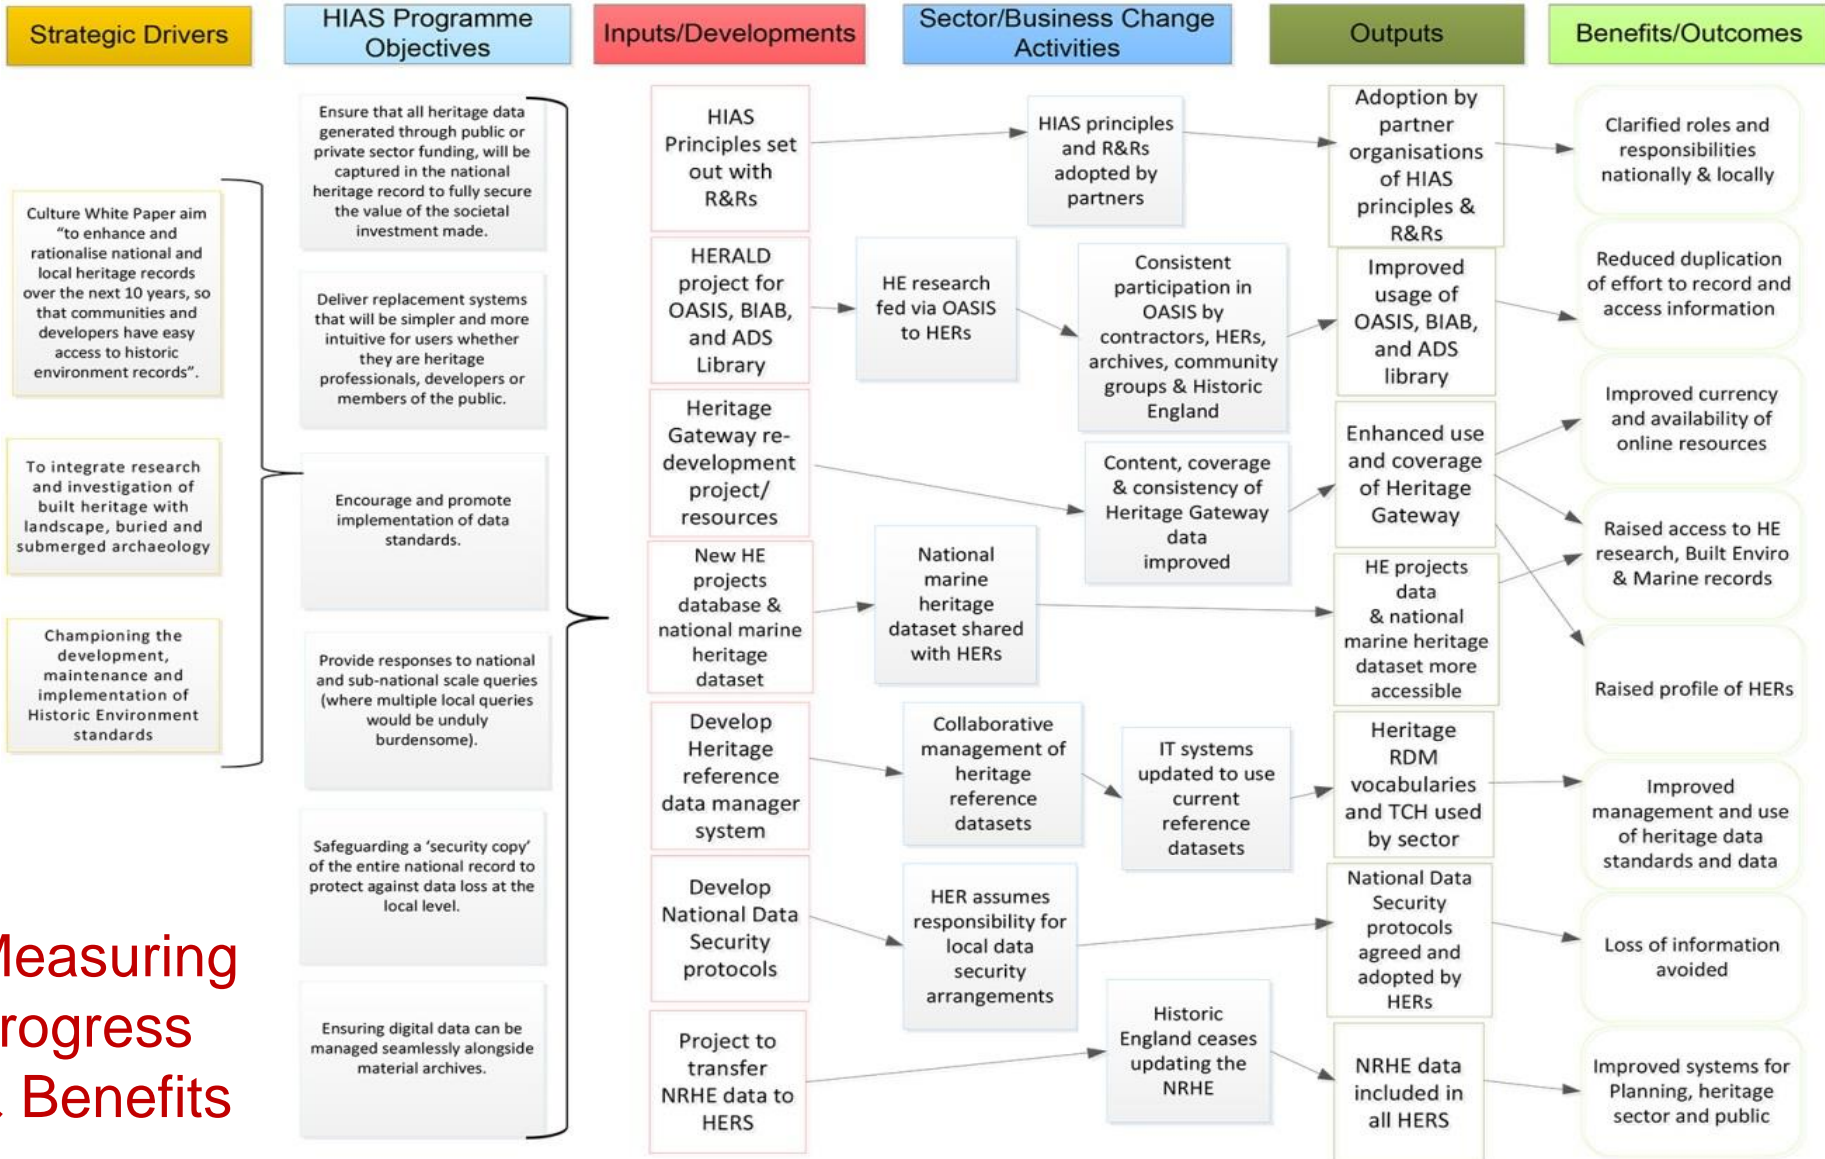 Strategic Drivers
HIAS Programme
Objectives
Inputs/Developments
Sector/Business Change
Activities
Outputs
Benefits/Outcomes
Culture White Paper aim
“to enhance and
rationalise national and
local heritage records
over the next 10 years, so
that communities and
developers have easy
access to historic
environment records”.
To integrate research
and investigation of
built heritage with
landscape, buried and
submerged archaeology
Championing the
development,
maintenance and
implementation of
Historic Environment
standards
Ensure that all heritage data
generated through public or
private sector funding, will be
captured in the national
heritage record to fully secure
the value of the societal
investment made.
Deliver replacement systems
that will be simpler and more
intuitive for users whether
they are heritage
professionals, developers or
members of the public.
Encourage and promote
implementation of data
standards.
Provide responses to national
and sub-national scale queries
(where multiple local queries
would be unduly
burdensome).
Safeguarding a ‘security copy’
of the entire national record to
protect against data loss at the
local level.
Ensuring digital data can be
managed seamlessly alongside
material archives.
HIAS
Principles set
out with
R&Rs
HERALD
project for
OASIS, BIAB,
and ADS
Library
Heritage
Gateway re-
development
project/
resources
New HE
projects
database &
national marine
heritage
dataset
Develop
Heritage
reference
data manager
system
Develop
National Data
Security
protocols
Project to
transfer
NRHE data to
HERS
HIAS principles
and R&Rs
adopted by
partners
HE research
fed via OASIS
to HERs
Consistent
participation in
OASIS by
contractors, HERs,
archives, community
groups & Historic
England
Content, coverage
& consistency of
Heritage Gateway
data
improved
National
marine
heritage
dataset shared
with HERs
Collaborative
management of
heritage
reference
datasets
IT systems
updated to use
current
reference
datasets
HER assumes
responsibility for
local data
security
arrangements
Historic
England ceases
updating the
NRHE
Adoption by
partner
organisations
of HIAS
principles &
R&Rs
Improved
usage of
OASIS, BIAB,
and ADS
library
Enhanced use
and coverage
of Heritage
Gateway
HE projects
data
& national
marine heritage
dataset more
accessible
Heritage
RDM
vocabularies
and TCH used
by sector
National Data
Security
protocols
agreed and
adopted by
HERs
NRHE data
included in
all HERS
Clarified roles and
responsibilities
nationally & locally
Reduced duplication
of effort to record and
access information
Improved currency
and availability of
online resources
Raised access to HE
research, Built Enviro
& Marine records
Raised profile of HERs
Improved
management and use
of heritage data
standards and data
Loss of information
avoided
Improved systems for
Planning, heritage
sector and public
Measuring
rogress
& Benefits